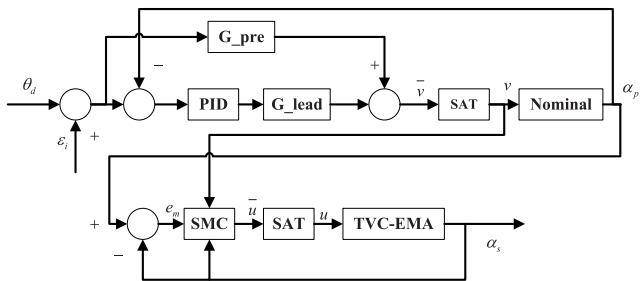 G_pre
−
+
θ_d
PID
G_lead
v̄
SAT
v
Nominal
α_p
ε_i
+
+
e_m
SMC
ū
SAT
u
TVC-EMA
−
α_s